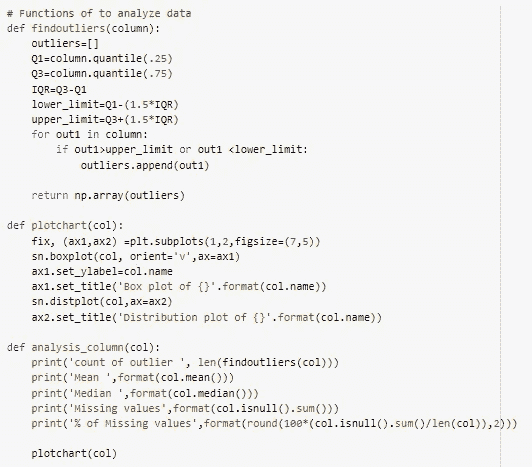 # Functions of to analyze data
def findoutliers(column):
    outliers=[]
    Q1=column.quantile(.25)
    Q3=column.quantile(.75)
    IQR=Q3-Q1
    lower_limit=Q1-(1.5*IQR)
    upper_limit=Q3+(1.5*IQR)
    for out1 in column:
        if out1>upper_limit or out1 <lower_limit:
            outliers.append(out1)

    return np.array(outliers)

def plotchart(col):
    fix, (ax1,ax2) =plt.subplots(1,2,figsize=(7,5))
    sn.boxplot(col, orient='v',ax=ax1)
    ax1.set_ylabel=col.name
    ax1.set_title('Box plot of {}'.format(col.name))
    sn.distplot(col,ax=ax2)
    ax2.set_title('Distribution plot of {}'.format(col.name))

def analysis_column(col):
    print('count of outlier ', len(findoutliers(col)))
    print('Mean ',format(col.mean()))
    print('Median ',format(col.median()))
    print('Missing values',format(col.isnull().sum()))
    print('% of Missing values',format(round(100*(col.isnull().sum()/len(col)),2)))

    plotchart(col)